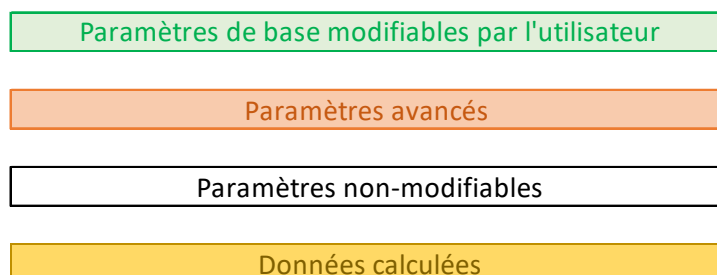 Paramètres de base modifiables par l'utilisateur
Paramètres avancés
Paramètres non-modifiables
Données calculées